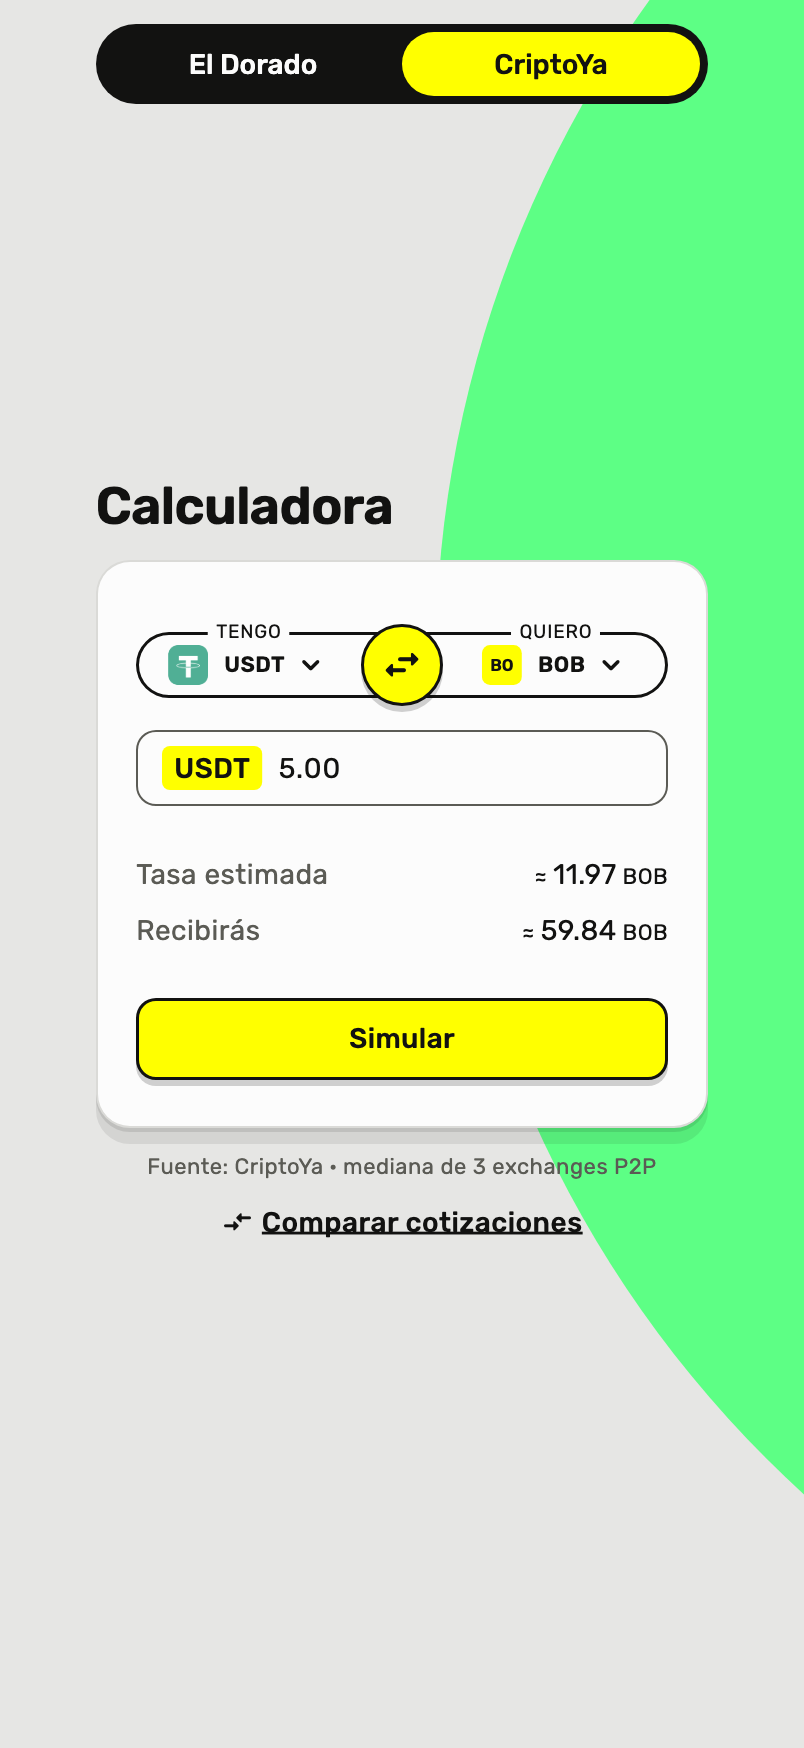 El Dorado CriptoYa
Calculadora
TENGO QUIERO
USDT BO BOB
USDT 5.00
Tasa estimada ≈ 11.97 BOB
Recibirás ≈ 59.84 BOB
Simular
Fuente: CriptoYa • mediana de 3 exchanges P2P
Comparar cotizaciones